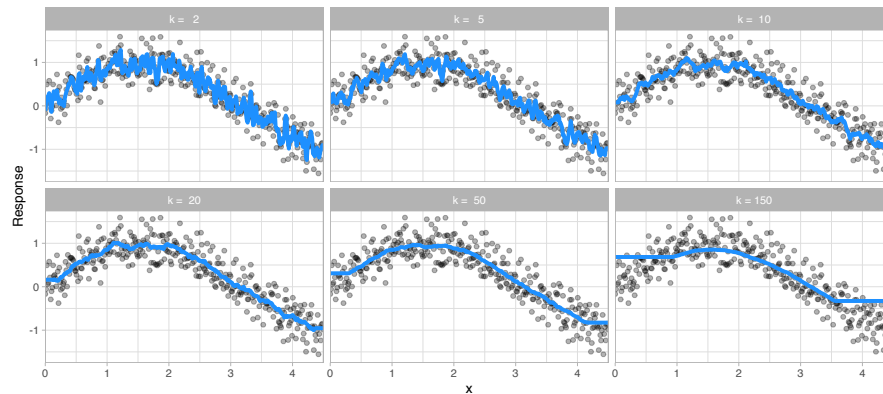 k = 2
k = 5
k = 10
1
0
-1
k = 20
k = 50
k = 150
1
0
-1
0 1 2 3 4 0 1 2 3 4 0 1 2 3 4
Response
x